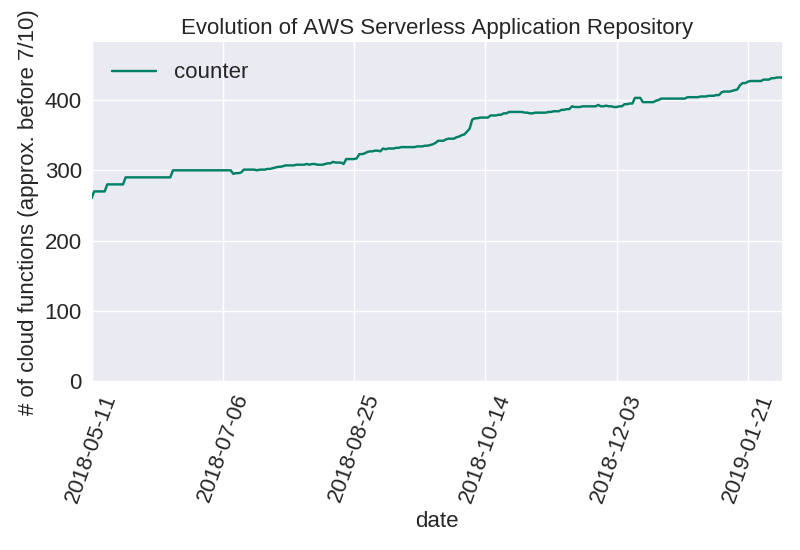 Evolution of AWS Serverless Application Repository
# of cloud functions (approx. before 7/10)
counter
400
300
200
100
0
2018-05-11
2018-07-06
2018-08-25
2018-10-14
2018-12-03
2019-01-21
date